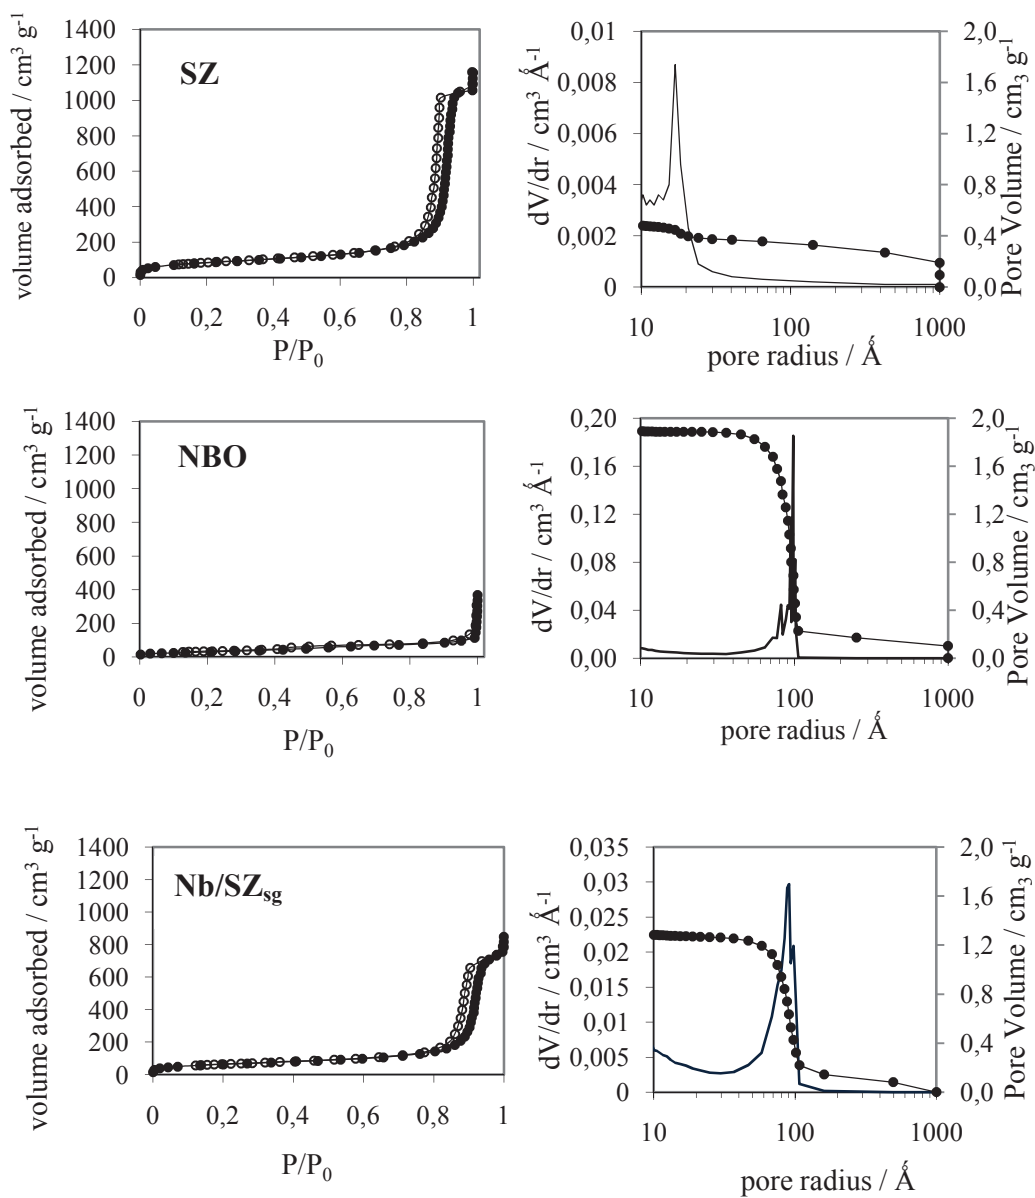 volume adsorbed / cm³ g⁻¹
1400
1200
1000
800
600
400
200
0
SZ
0 0,2 0,4 0,6 0,8 1
P/P₀
dV/dr / cm³ Å⁻¹
0,01
0,008
0,006
0,004
0,002
0
2,0
1,6
1,2
0,8
0,4
0,0
Pore Volume / cm₃ g⁻¹
10 100 1000
pore radius / Å
volume adsorbed / cm³ g⁻¹
1400
1200
1000
800
600
400
200
0
NBO
0 0,2 0,4 0,6 0,8 1
P/P₀
dV/dr / cm³ Å⁻¹
0,20
0,16
0,12
0,08
0,04
0,00
2,0
1,6
1,2
0,8
0,4
0,0
Pore Volume / cm₃ g⁻¹
10 100 1000
pore radius / Å
volume adsorbed / cm³ g⁻¹
1400
1200
1000
800
600
400
200
0
Nb/SZsg
0 0,2 0,4 0,6 0,8 1
P/P₀
dV/dr / cm³ Å⁻¹
0,035
0,03
0,025
0,02
0,015
0,01
0,005
0
2,0
1,6
1,2
0,8
0,4
0,0
Pore Volume / cm₃ g⁻¹
10 100 1000
pore radius / Å